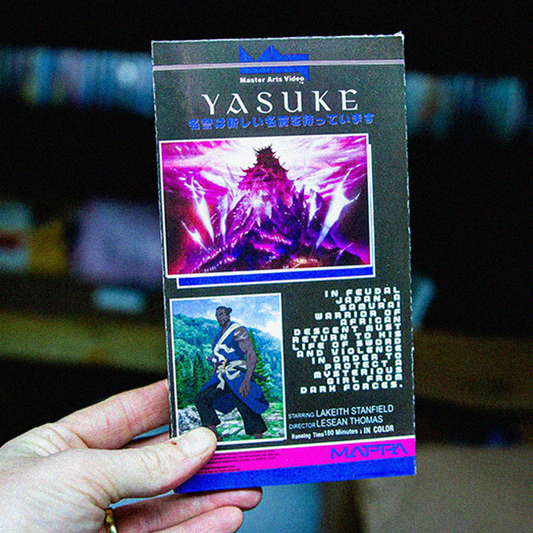 Master Arts Video
YASUKE
名空は新しい名前を持っています
IN FEUDAL
JAPAN, A
SAMURAI
WARRIOR OF
AFRICAN
DESCENT MUST
RETURN TO HIS
LIFE OF SWORD
AND VIOLENCE
IN ORDER TO
PROTECT A
MYSTERIOUS
GIRL FROM
DARK FORCES.
STARRING LAKEITH STANFIELD
DIRECTOR LESEAN THOMAS
Running Time 180 Minutes : IN COLOR
MAPPA